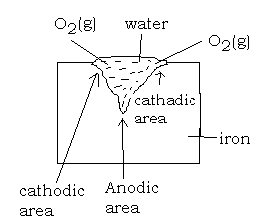 O2(g)
water
O2(g)
cathadic
area
iron
cathodic
area
Anodic
area